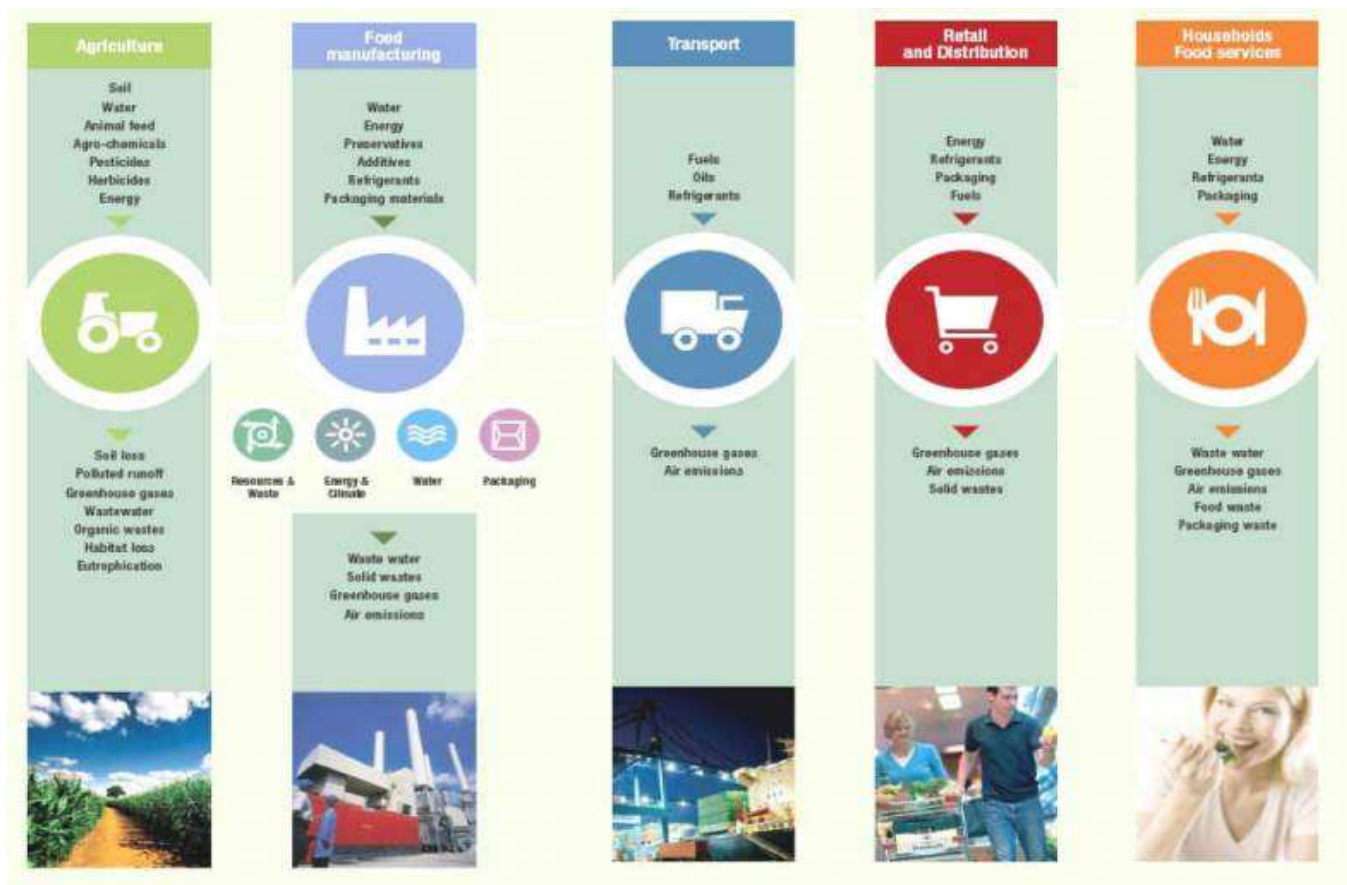 Agriculture
Soil
Water
Animal feed
Agro-chemicals
Pesticides
Herbicides
Energy
Soil loss
Polluted runoff
Greenhouse gases
Wastewater
Organic wastes
Habitat loss
Eutrophication
Food
manufacturing
Water
Energy
Preservatives
Additives
Refrigerants
Packaging materials
Resources &
Waste
Energy &
Climate
Water
Packaging
Waste water
Solid wastes
Greenhouse gases
Air emissions
Transport
Fuels
Oils
Refrigerants
Greenhouse gases
Air emissions
Retail
and Distribution
Energy
Refrigerants
Packaging
Fuels
Greenhouse gases
Air emissions
Solid wastes
Households
Food services
Water
Energy
Refrigerants
Packaging
Waste water
Greenhouse gases
Air emissions
Food waste
Packaging waste